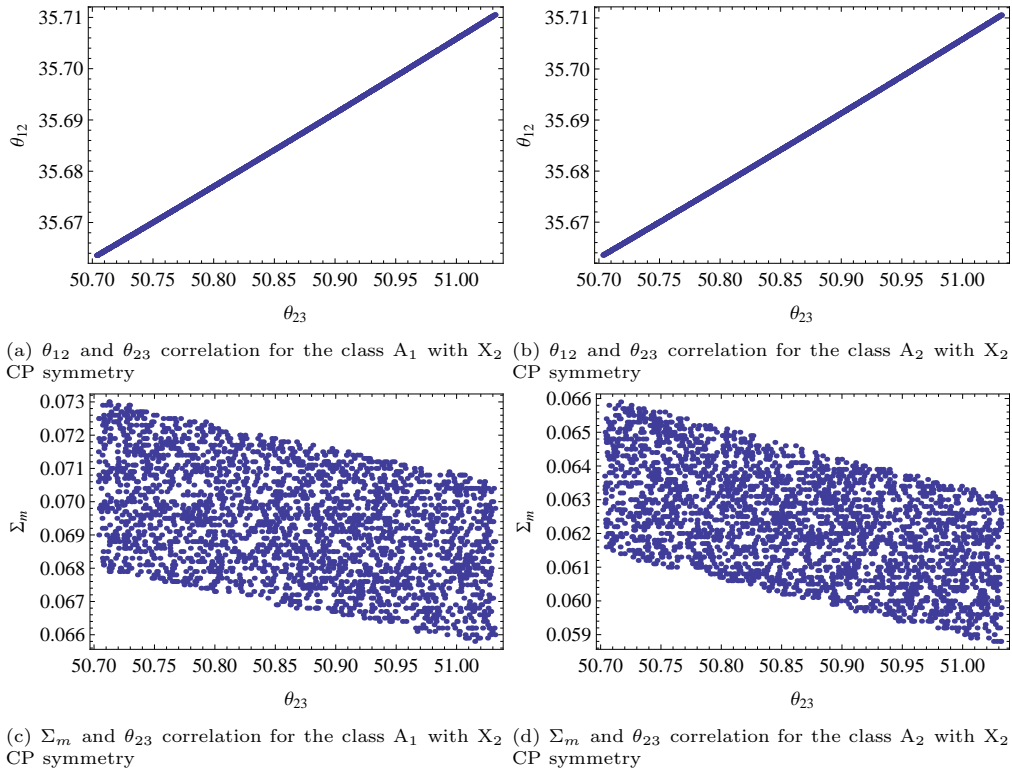 35.71
35.70
35.69
35.68
35.67
θ12
50.70 50.75 50.80 50.85 50.90 50.95 51.00
θ23
(a) θ12 and θ23 correlation for the class A1 with X2
CP symmetry
35.71
35.70
35.69
35.68
35.67
θ12
50.70 50.75 50.80 50.85 50.90 50.95 51.00
θ23
(b) θ12 and θ23 correlation for the class A2 with X2
CP symmetry
0.073
0.072
0.071
0.070
0.069
0.068
0.067
0.066
Σm
50.70 50.75 50.80 50.85 50.90 50.95 51.00
θ23
(c) Σm and θ23 correlation for the class A1 with X2
CP symmetry
0.066
0.065
0.064
0.063
0.062
0.061
0.060
0.059
Σm
50.70 50.75 50.80 50.85 50.90 50.95 51.00
θ23
(d) Σm and θ23 correlation for the class A2 with X2
CP symmetry